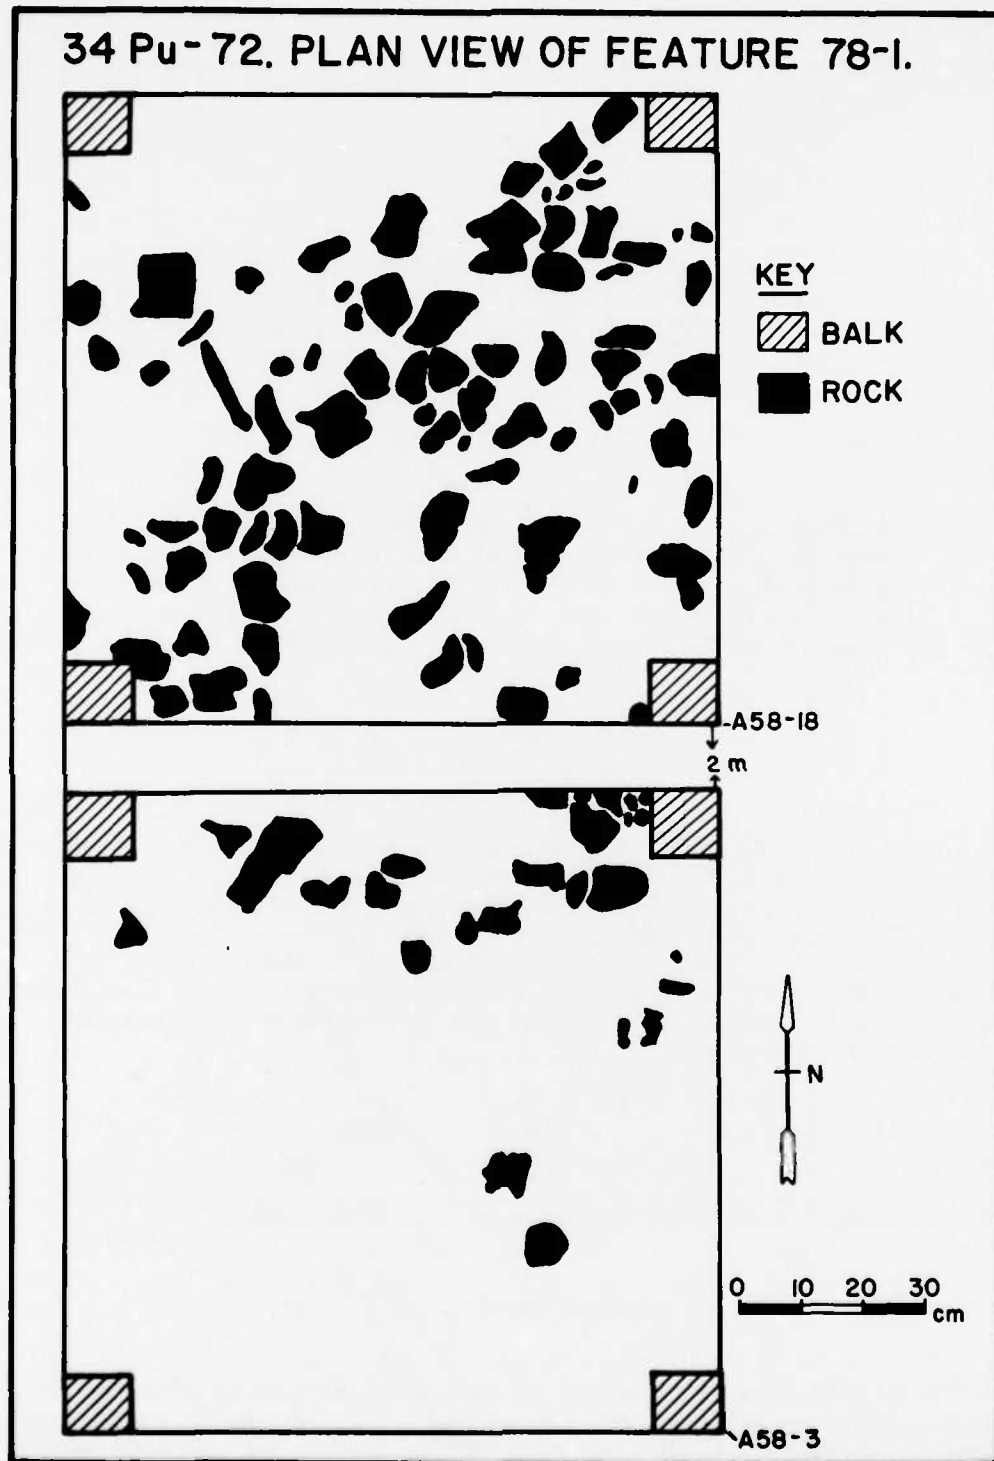 34 Pu-72. PLAN VIEW OF FEATURE 78-1.
KEY
BALK
ROCK
-A58-18
2 m
N
0 10 20 30
cm
A58-3